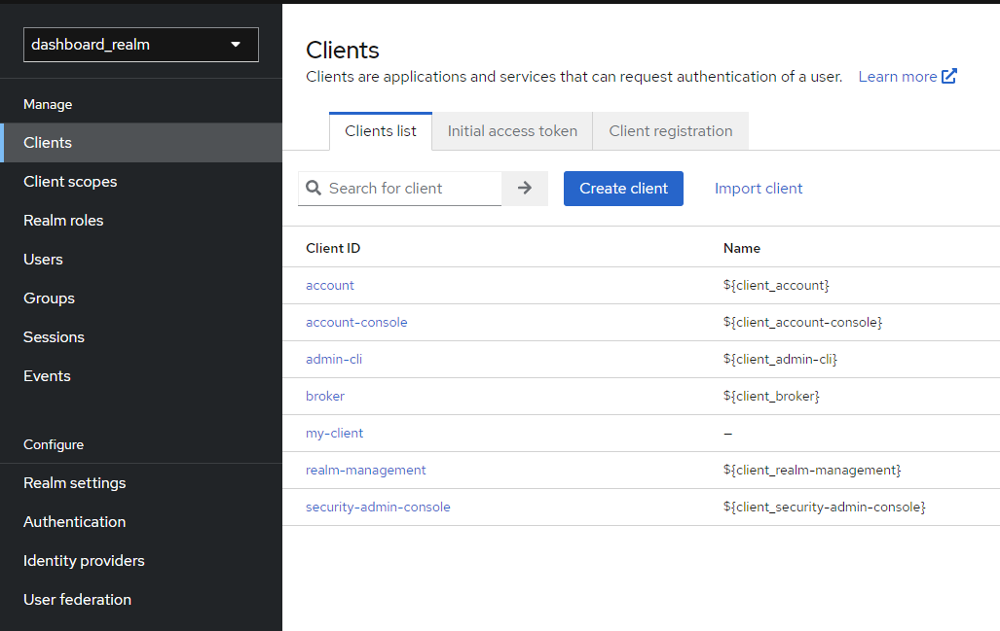 dashboard_realm
Manage
Clients
Client scopes
Realm roles
Users
Groups
Sessions
Events
Configure
Realm settings
Authentication
Identity providers
User federation
Clients
Clients are applications and services that can request authentication of a user. Learn more
Clients list Initial access token Client registration
Search for client Create client Import client
Client ID Name
account ${client_account}
account-console ${client_account-console}
admin-cli ${client_admin-cli}
broker ${client_broker}
my-client –
realm-management ${client_realm-management}
security-admin-console ${client_security-admin-console}